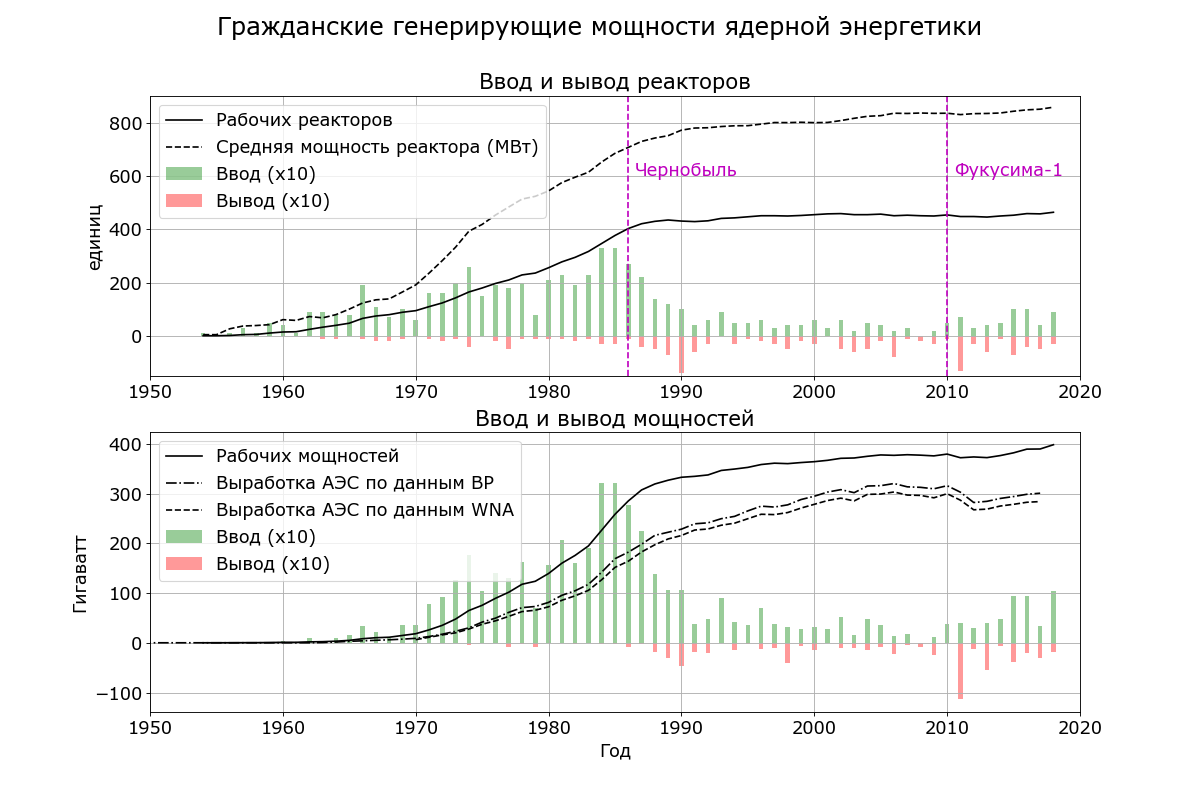 Гражданские генерирующие мощности ядерной энергетики
Ввод и вывод реакторов
единиц
800
600
400
200
0
Рабочих реакторов
Средняя мощность реактора (МВт)
Ввод (x10)
Вывод (x10)
Чернобыль
Фукусима-1
1950 1960 1970 1980 1990 2000 2010 2020
Ввод и вывод мощностей
Гигаватт
400
300
200
100
0
−100
Рабочих мощностей
Выработка АЭС по данным BP
Выработка АЭС по данным WNA
Ввод (x10)
Вывод (x10)
1950 1960 1970 1980 1990 2000 2010 2020
Год